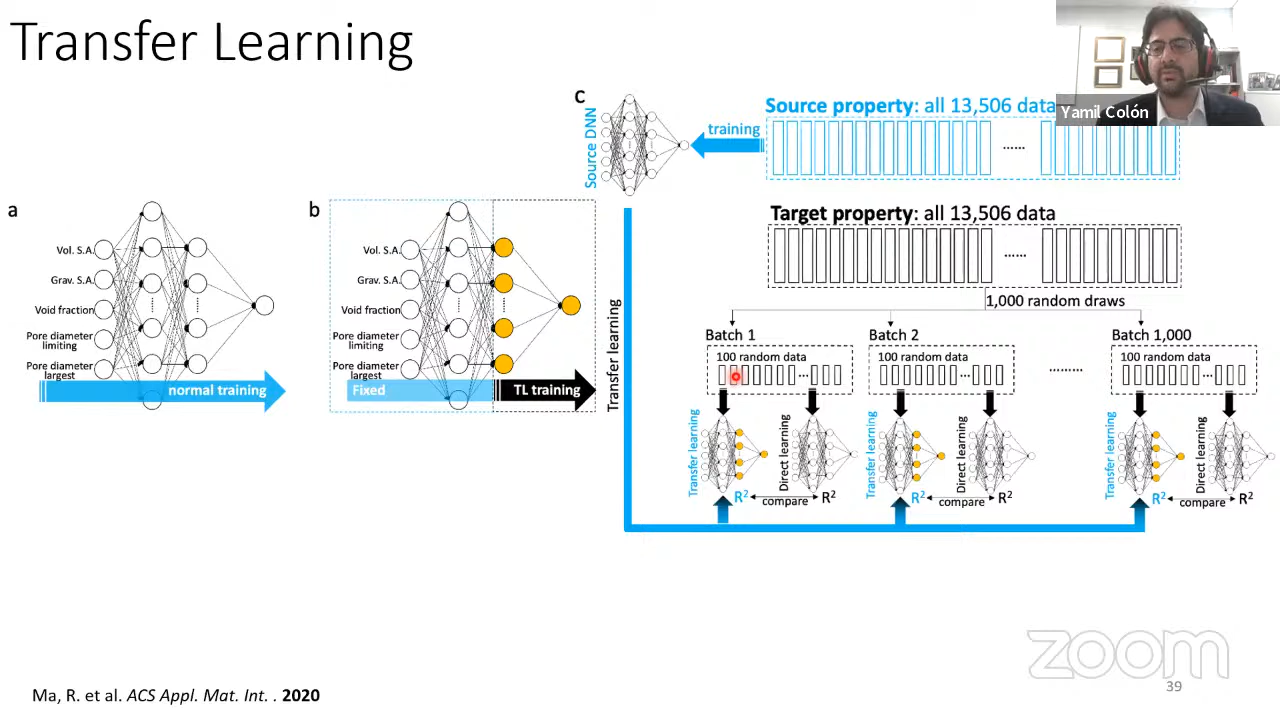 Transfer Learning
Yamil Colón
c
Source DNN
training
Source property: all 13,506 data
......
Target property: all 13,506 data
......
1,000 random draws
a
Vol. S.A.
Grav. S.A.
Void fraction
Pore diameter
limiting
Pore diameter
largest
normal training
b
Vol. S.A.
Grav. S.A.
Void fraction
Pore diameter
limiting
Pore diameter
largest
Fixed
TL training
Transfer learning
Batch 1
100 random data
...
Transfer learning
Direct learning
R²
compare
R²
Batch 2
100 random data
...
Transfer learning
Direct learning
R²
compare
R²
.........
Batch 1,000
100 random data
...
Transfer learning
Direct learning
R²
compare
R²
zoom
39
Ma, R. et al. ACS Appl. Mat. Int. . 2020